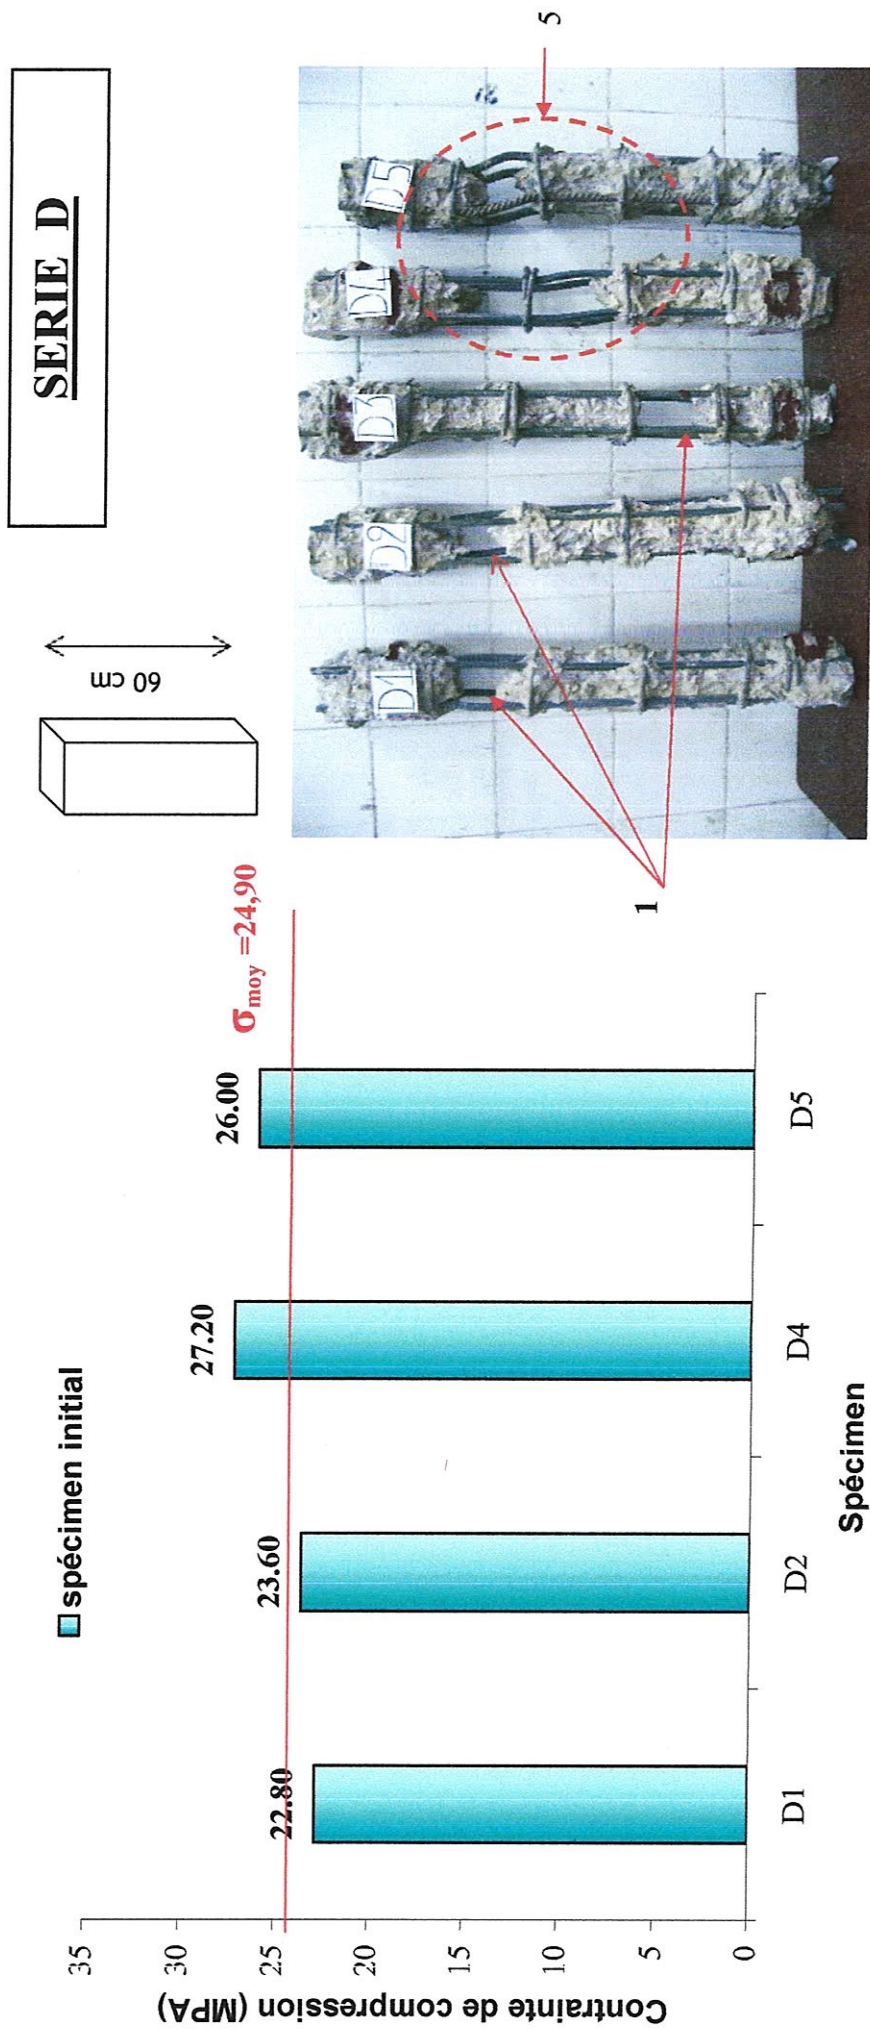 SERIE D
60 cm
spécimen initial
σmoy =24,90
35
30
25
20
15
10
5
0
Contrainte de compression (MPA)
22.80
23.60
27.20
26.00
D1
D2
D4
D5
Spécimen
D1
D2
D3
D4
D5
1
5